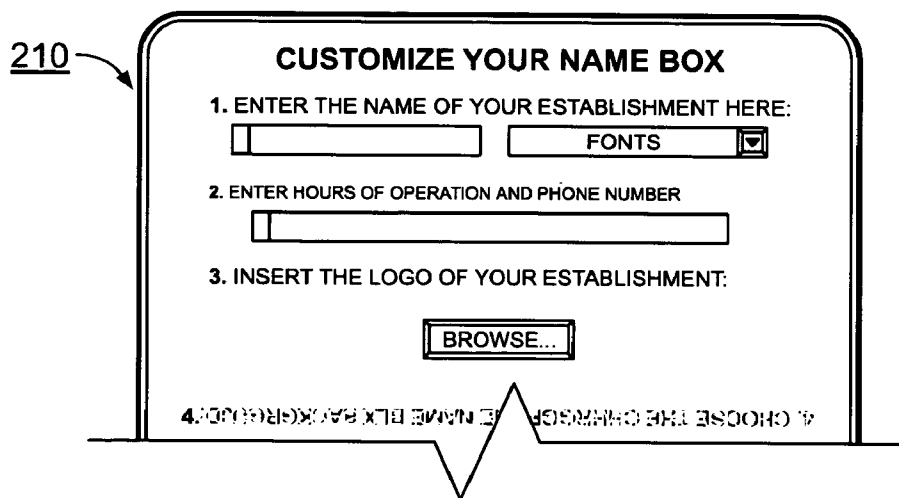 210
CUSTOMIZE YOUR NAME BOX
1. ENTER THE NAME OF YOUR ESTABLISHMENT HERE:
FONTS
2. ENTER HOURS OF OPERATION AND PHONE NUMBER
3. INSERT THE LOGO OF YOUR ESTABLISHMENT:
BROWSE...
4.